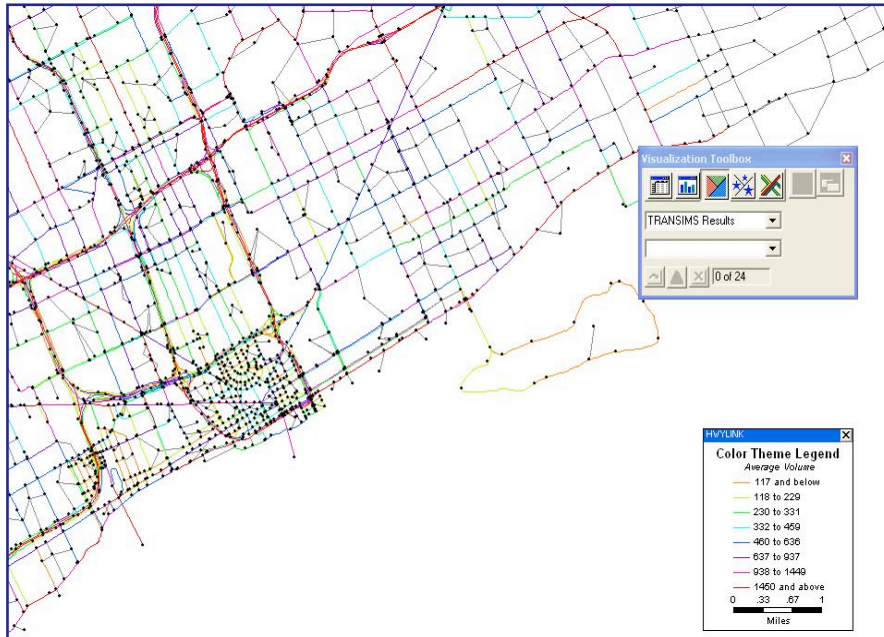 Visualization Toolbox
TRANSIMS Results
0 of 24
HWYLINK
Color Theme Legend
Average Volume
117 and below
118 to 229
230 to 331
332 to 459
460 to 636
637 to 937
938 to 1449
1450 and above
0 .33 .67 1
Miles